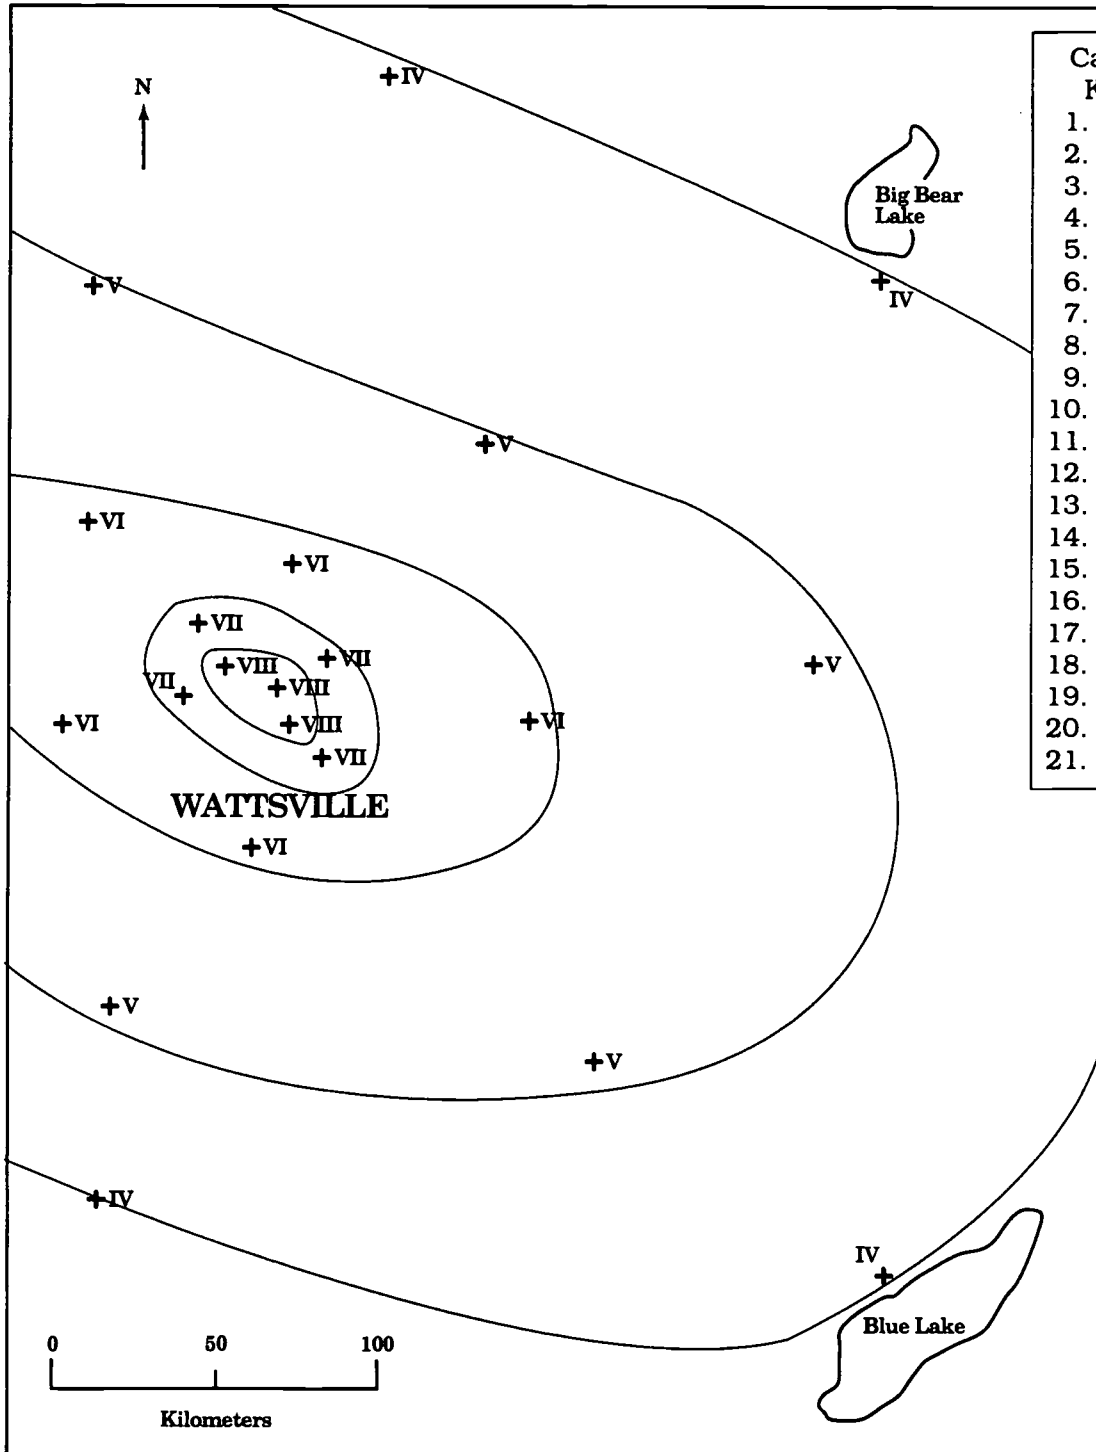 N
IV
Big Bear
Lake
IV
V
V
VI
VI
VII
VII
VIII
VII
VIII
V
VI
VIII
VI
VII
WATTSVILLE
VI
V
V
IV
IV
Blue Lake
0 50 100
Kilometers
1.
2.
3.
4.
5.
6.
7.
8.
9.
10.
11.
12.
13.
14.
15.
16.
17.
18.
19.
20.
21.